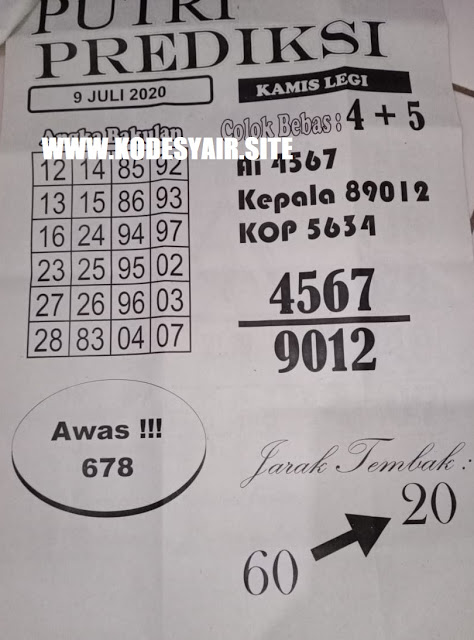 PUTRI
PREDIKSI
9 JULI 2020
KAMIS LEGI
Angka Bakulan
Colok Bebas : 4 + 5
WWW.KODESYAIR.SITE
12 14 85 92
13 15 86 93
16 24 94 97
23 25 95 02
27 26 96 03
28 83 04 07
AI 4567
Kepala 89012
KOP 5634
4567
9012
Awas !!!
678
Jarak Tembak :
20
60